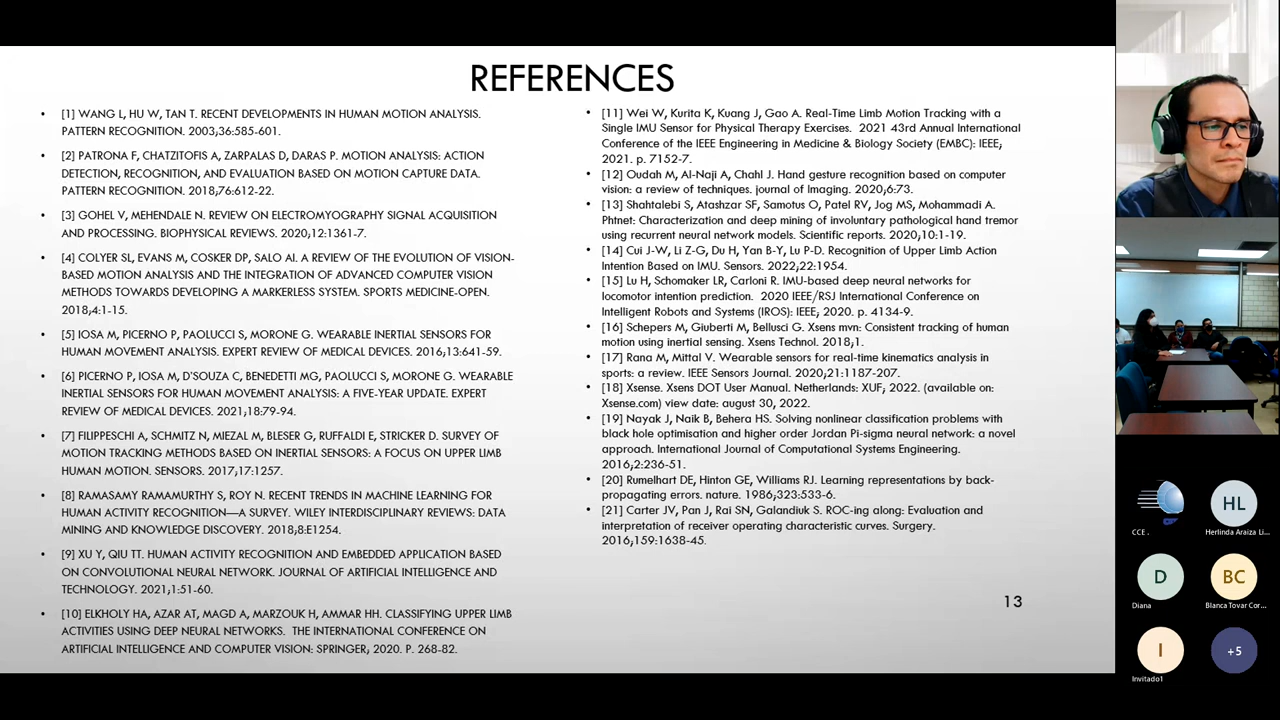 REFERENCES
• [1] WANG L, HU W, TAN T. RECENT DEVELOPMENTS IN HUMAN MOTION ANALYSIS.
PATTERN RECOGNITION. 2003;36:585-601.
• [2] PATRONA F, CHATZITOFIS A, ZARPALAS D, DARAS P. MOTION ANALYSIS: ACTION
DETECTION, RECOGNITION, AND EVALUATION BASED ON MOTION CAPTURE DATA.
PATTERN RECOGNITION. 2018;76:612-22.
• [3] GOHEL V, MEHENDALE N. REVIEW ON ELECTROMYOGRAPHY SIGNAL ACQUISITION
AND PROCESSING. BIOPHYSICAL REVIEWS. 2020;12:1361-7.
• [4] COLYER SL, EVANS M, COSKER DP, SALO AI. A REVIEW OF THE EVOLUTION OF VISION-
BASED MOTION ANALYSIS AND THE INTEGRATION OF ADVANCED COMPUTER VISION
METHODS TOWARDS DEVELOPING A MARKERLESS SYSTEM. SPORTS MEDICINE-OPEN.
2018;4:1-15.
• [5] IOSA M, PICERNO P, PAOLUCCI S, MORONE G. WEARABLE INERTIAL SENSORS FOR
HUMAN MOVEMENT ANALYSIS. EXPERT REVIEW OF MEDICAL DEVICES. 2016;13:641-59.
• [6] PICERNO P, IOSA M, D'SOUZA C, BENEDETTI MG, PAOLUCCI S, MORONE G. WEARABLE
INERTIAL SENSORS FOR HUMAN MOVEMENT ANALYSIS: A FIVE-YEAR UPDATE. EXPERT
REVIEW OF MEDICAL DEVICES. 2021;18:79-94.
• [7] FILIPPESCHI A, SCHMITZ N, MIEZAL M, BLESER G, RUFFALDI E, STRICKER D. SURVEY OF
MOTION TRACKING METHODS BASED ON INERTIAL SENSORS: A FOCUS ON UPPER LIMB
HUMAN MOTION. SENSORS. 2017;17:1257.
• [8] RAMASAMY RAMAMURTHY S, ROY N. RECENT TRENDS IN MACHINE LEARNING FOR
HUMAN ACTIVITY RECOGNITION—A SURVEY. WILEY INTERDISCIPLINARY REVIEWS: DATA
MINING AND KNOWLEDGE DISCOVERY. 2018;8:E1254.
• [9] XU Y, QIU TT. HUMAN ACTIVITY RECOGNITION AND EMBEDDED APPLICATION BASED
ON CONVOLUTIONAL NEURAL NETWORK. JOURNAL OF ARTIFICIAL INTELLIGENCE AND
TECHNOLOGY. 2021;1:51-60.
• [10] ELKHOLY HA, AZAR AT, MAGD A, MARZOUK H, AMMAR HH. CLASSIFYING UPPER LIMB
ACTIVITIES USING DEEP NEURAL NETWORKS. THE INTERNATIONAL CONFERENCE ON
ARTIFICIAL INTELLIGENCE AND COMPUTER VISION: SPRINGER; 2020. P. 268-82.
• [11] Wei W, Kurita K, Kuang J, Gao A. Real-Time Limb Motion Tracking with a
Single IMU Sensor for Physical Therapy Exercises. 2021 43rd Annual International
Conference of the IEEE Engineering in Medicine & Biology Society (EMBC): IEEE;
2021. p. 7152-7.
• [12] Oudah M, Al-Naji A, Chahl J. Hand gesture recognition based on computer
vision: a review of techniques. journal of Imaging. 2020;6:73.
• [13] Shahtalebi S, Atashzar SF, Samotus O, Patel RV, Jog MS, Mohammadi A.
Phtnet: Characterization and deep mining of involuntary pathological hand tremor
using recurrent neural network models. Scientific reports. 2020;10:1-19.
• [14] Cui J-W, Li Z-G, Du H, Yan B-Y, Lu P-D. Recognition of Upper Limb Action
Intention Based on IMU. Sensors. 2022;22:1954.
• [15] Lu H, Schomaker LR, Carloni R. IMU-based deep neural networks for
locomotor intention prediction. 2020 IEEE/RSJ International Conference on
Intelligent Robots and Systems (IROS): IEEE; 2020. p. 4134-9.
• [16] Schepers M, Giuberti M, Bellusci G. Xsens mvn: Consistent tracking of human
motion using inertial sensing. Xsens Technol. 2018;1.
• [17] Rana M, Mittal V. Wearable sensors for real-time kinematics analysis in
sports: a review. IEEE Sensors Journal. 2020;21:1187-207.
• [18] Xsense. Xsens DOT User Manual. Netherlands: XUF; 2022. (available on:
Xsense.com) view date: august 30, 2022.
• [19] Nayak J, Naik B, Behera HS. Solving nonlinear classification problems with
black hole optimisation and higher order Jordan Pi-sigma neural network: a novel
approach. International Journal of Computational Systems Engineering.
2016;2:236-51.
• [20] Rumelhart DE, Hinton GE, Williams RJ. Learning representations by back-
propagating errors. nature. 1986;323:533-6.
• [21] Carter JV, Pan J, Rai SN, Galandiuk S. ROC-ing along: Evaluation and
interpretation of receiver operating characteristic curves. Surgery.
2016;159:1638-45.
13
HL
CCE .
Herlinda Araiza Li...
D
BC
Diana
Blanca Tovar Cor...
I
+5
Invitado1